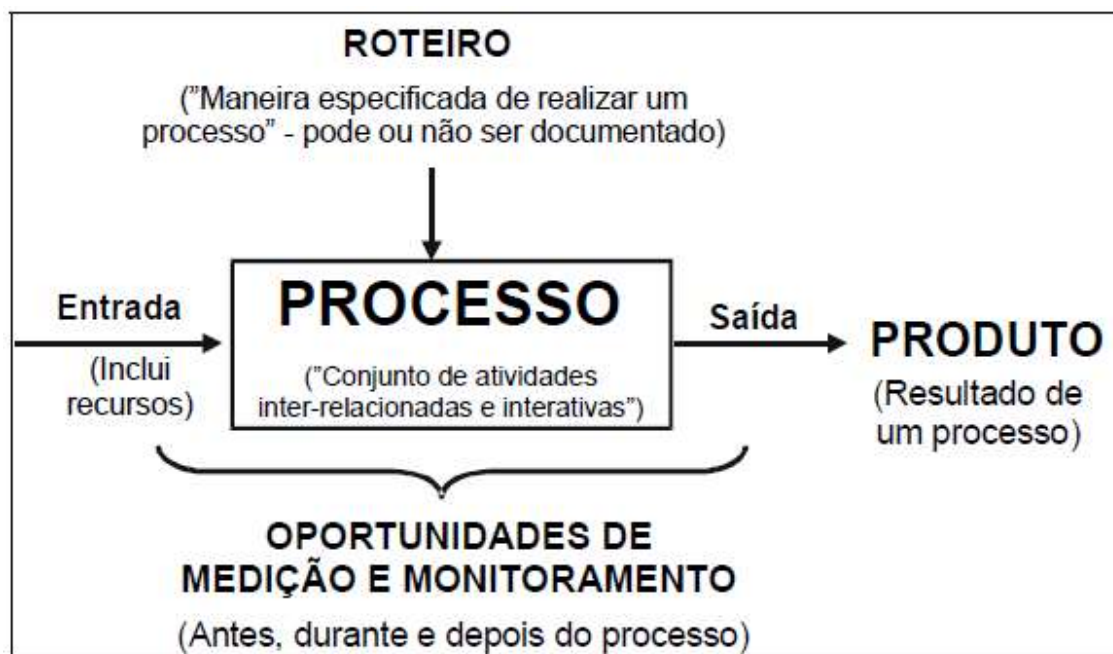 ROTEIRO
(”Maneira especificada de realizar um
processo” - pode ou não ser documentado)
Entrada
(Inclui
recursos)
PROCESSO
(”Conjunto de atividades
inter-relacionadas e interativas”)
Saída
PRODUTO
(Resultado de
um processo)
OPORTUNIDADES DE
MEDIÇÃO E MONITORAMENTO
(Antes, durante e depois do processo)